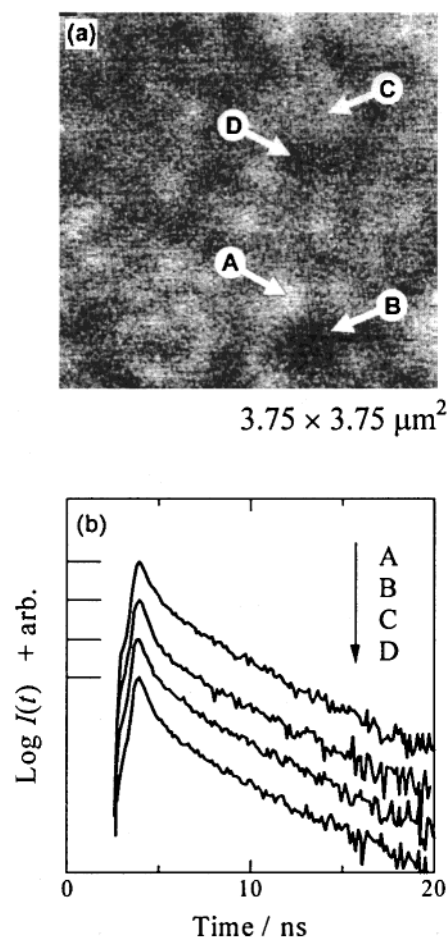 (a)
C
D
A
B
3.75 × 3.75 μm²
(b)
A
B
C
D
Log I(t) + arb.
0 10 20
Time / ns